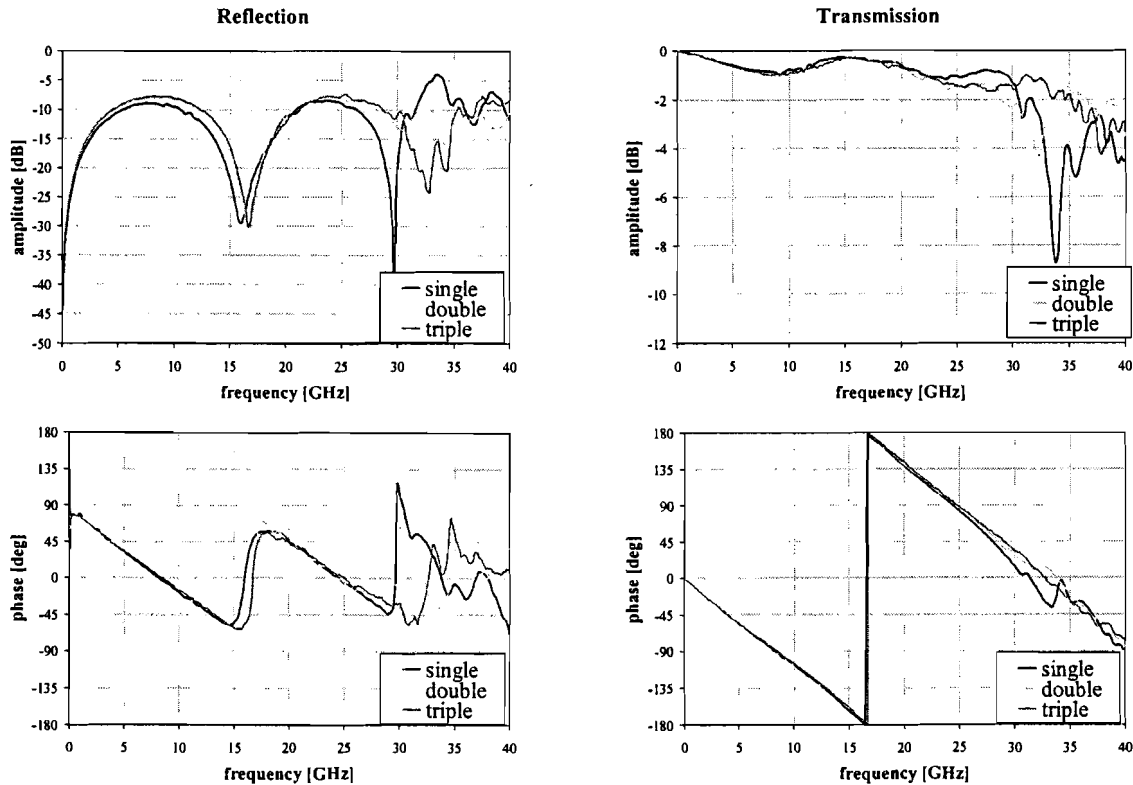 Reflection
0
-5
-10
-15
-20
-25
-30
-35
-40
-45
-50
amplitude [dB]
0 5 10 15 20 25 30 35 40
frequency [GHz]
single
double
triple
Transmission
0
-2
-4
-6
-8
-10
-12
amplitude [dB]
0 5 10 15 20 25 30 35 40
frequency [GHz]
single
double
triple
180
135
90
45
0
-45
-90
-135
-180
phase [deg]
0 5 10 15 20 25 30 35 40
frequency [GHz]
single
double
triple
180
135
90
45
0
-45
-90
-135
-180
phase [deg]
0 5 10 15 20 25 30 35 40
frequency [GHz]
single
double
triple